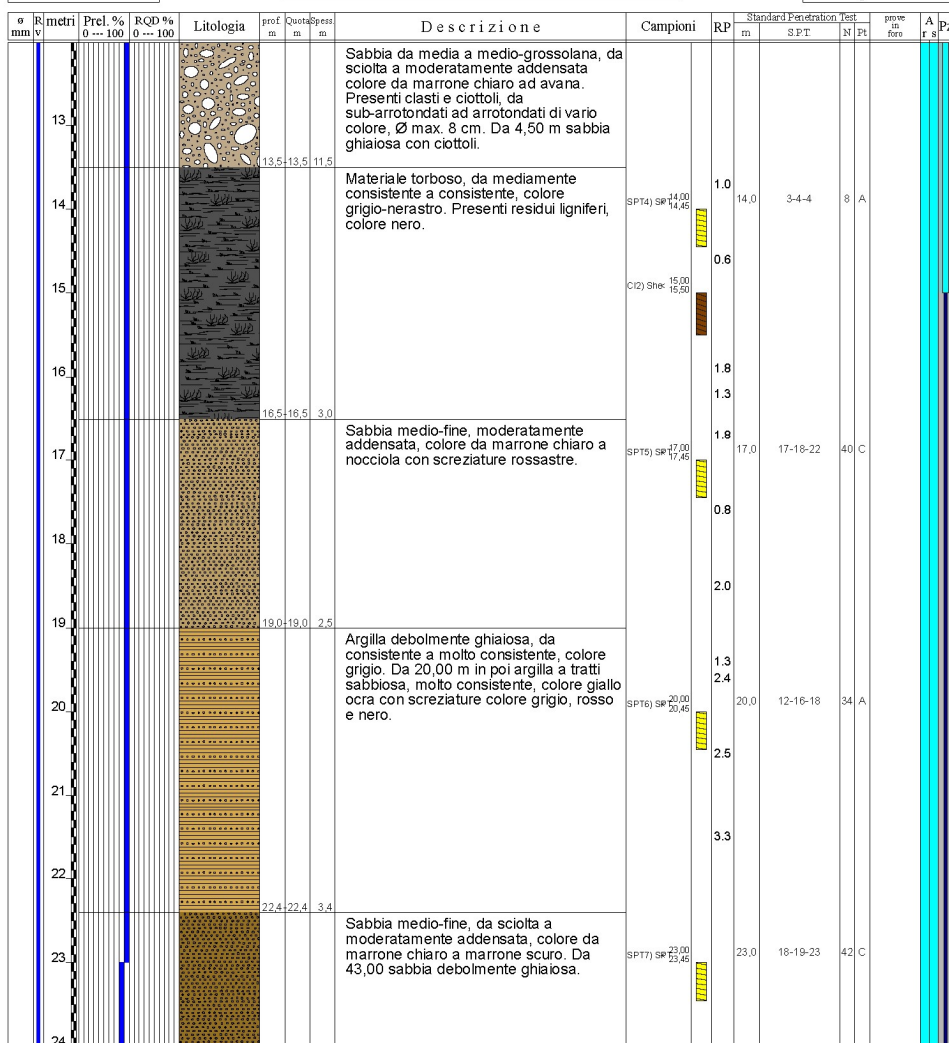 ø mm
R v
metri
Prel. % 0 --- 100
RQD % 0 --- 100
Litologia
prof. m
Quota m
Spess. m
Descrizione
Campioni
RP
Standard Penetration Test
m
S.P.T.
N
Pt
prove in foro
A r s
Pz
Sabbia da media a medio-grossolana, da
sciolta a moderatamente addensata
colore da marrone chiaro ad avana.
Presenti clasti e ciottoli, da
sub-arrotondati ad arrotondati di vario
colore, Ø max. 8 cm. Da 4,50 m sabbia
ghiaiosa con ciottoli.
13
13,5 -13,5 11,5
Materiale torboso, da mediamente
consistente a consistente, colore
grigio-nerastro. Presenti residui ligniferi,
colore nero.
1.0
14
SPT4) SPT 14,00
14,45
14,0 3-4-4 8 A
0.6
15
CI2) She< 15,00
15,50
16
1.8
1.3
16,5 -16,5 3,0
Sabbia medio-fine, moderatamente
addensata, colore da marrone chiaro a
nocciola con screziature rossastre.
1.8
17
SPT5) SPT 17,00
17,45
17,0 17-18-22 40 C
0.8
18
2.0
19
19,0 -19,0 2,5
Argilla debolmente ghiaiosa, da
consistente a molto consistente, colore
grigio. Da 20,00 m in poi argilla a tratti
sabbiosa, molto consistente, colore giallo
ocra con screziature colore grigio, rosso
e nero.
1.3
2.4
20
SPT6) SPT 20,00
20,45
20,0 12-16-18 34 A
2.5
21
3.3
22
22,4 -22,4 3,4
Sabbia medio-fine, da sciolta a
moderatamente addensata, colore da
marrone chiaro a marrone scuro. Da
43,00 sabbia debolmente ghiaiosa.
23
SPT7) SPT 23,00
23,45
23,0 18-19-23 42 C
24